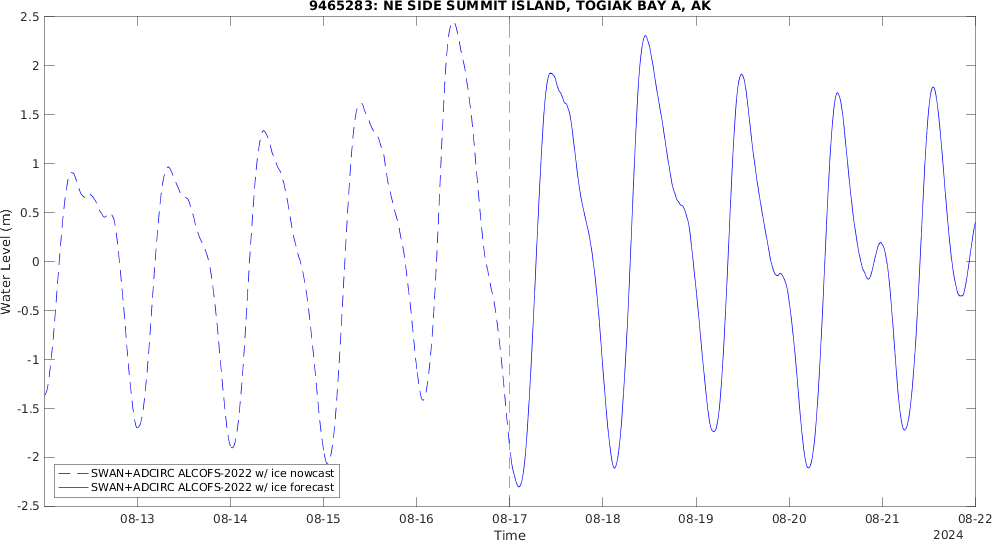 9465283: NE SIDE SUMMIT ISLAND, TOGIAK BAY A, AK
2.5
2
1.5
1
0.5
0
-0.5
-1
-1.5
-2
-2.5
Water Level (m)
SWAN+ADCIRC ALCOFS-2022 w/ ice nowcast
SWAN+ADCIRC ALCOFS-2022 w/ ice forecast
08-13 08-14 08-15 08-16 08-17 08-18 08-19 08-20 08-21 08-22
Time
2024